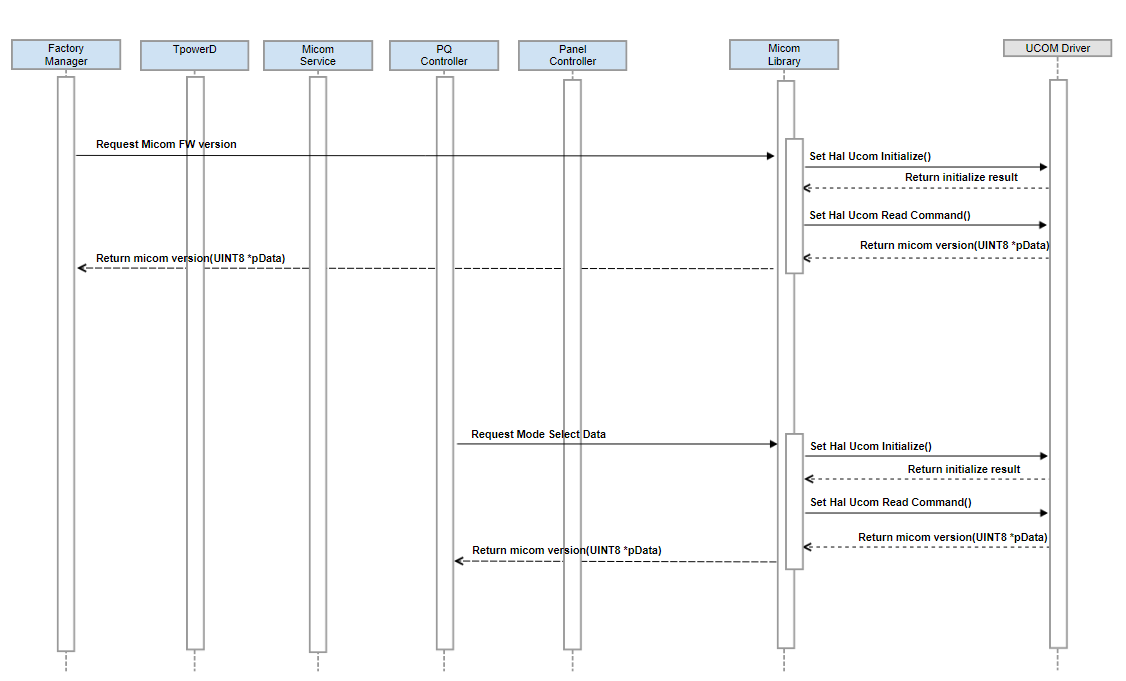 Factory
Manager
TpowerD
Micom
Service
PQ
Controller
Panel
Controller
Micom
Library
UCOM Driver
Request Micom FW version
Set Hal Ucom Initialize()
Return initialize result
Set Hal Ucom Read Command()
Return micom version(UINT8 *pData)
Return micom version(UINT8 *pData)
Request Mode Select Data
Set Hal Ucom Initialize()
Return initialize result
Set Hal Ucom Read Command()
Return micom version(UINT8 *pData)
Return micom version(UINT8 *pData)